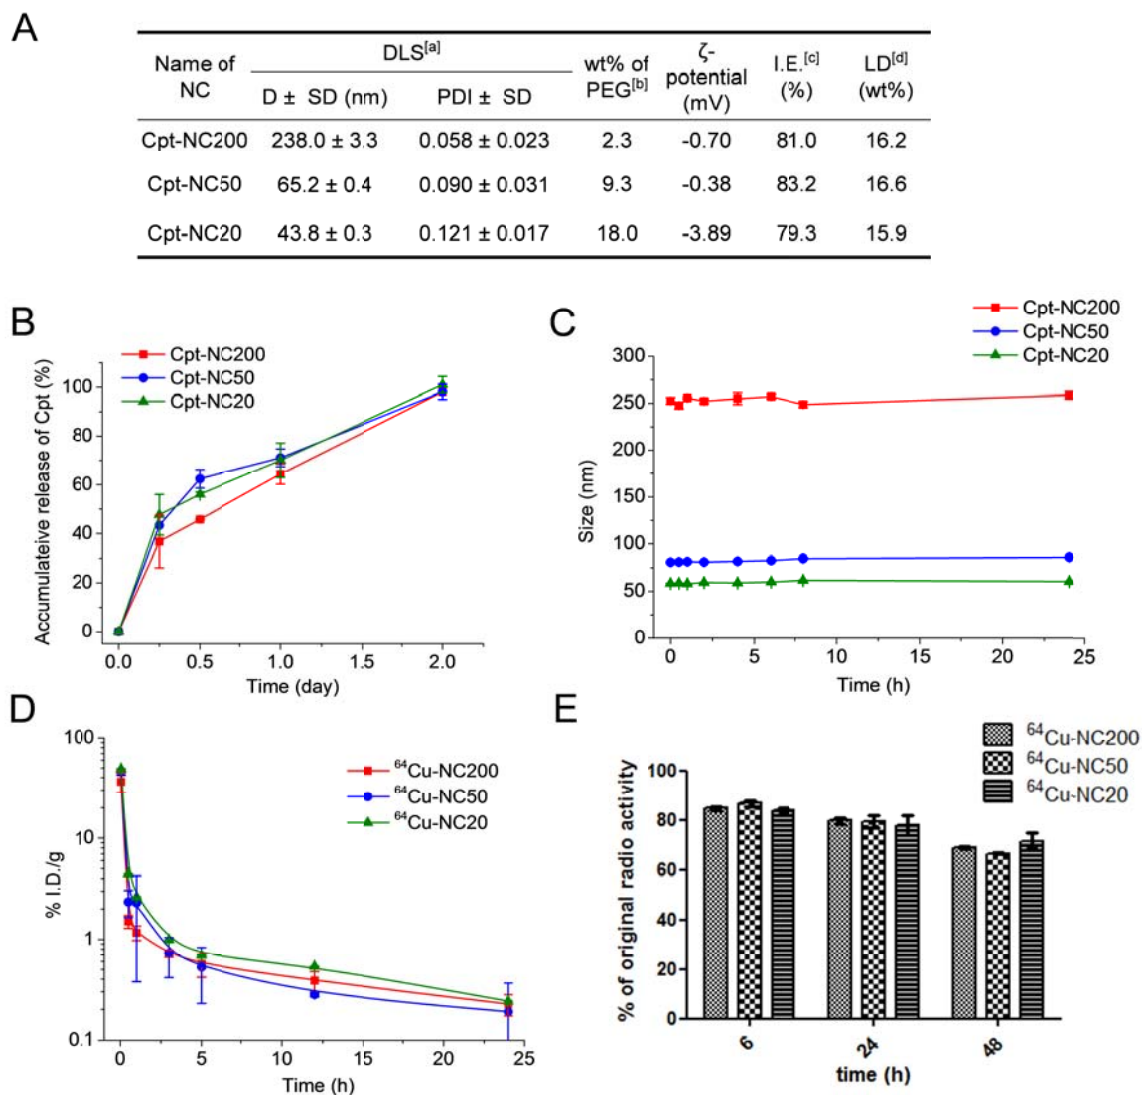 A
Name of NC DLS[a] wt% of PEG[b] ζ-potential (mV) I.E.[c] (%) LD[d] (wt%)
D ± SD (nm) PDI ± SD
Cpt-NC200 238.0 ± 3.3 0.058 ± 0.023 2.3 -0.70 81.0 16.2
Cpt-NC50 65.2 ± 0.4 0.090 ± 0.031 9.3 -0.38 83.2 16.6
Cpt-NC20 43.8 ± 0.3 0.121 ± 0.017 18.0 -3.89 79.3 15.9
B
Cpt-NC200
Cpt-NC50
Cpt-NC20
Accumulateive release of Cpt (%)
100
80
60
40
20
0
0.0 0.5 1.0 1.5 2.0
Time (day)
C
Cpt-NC200
Cpt-NC50
Cpt-NC20
Size (nm)
300
250
200
150
100
50
0
0 5 10 15 20 25
Time (h)
D
64Cu-NC200
64Cu-NC50
64Cu-NC20
% I.D./g
100
10
1
0.1
0 5 10 15 20 25
Time (h)
E
64Cu-NC200
64Cu-NC50
64Cu-NC20
% of original radio activity
100
80
60
40
20
0
6 24 48
time (h)